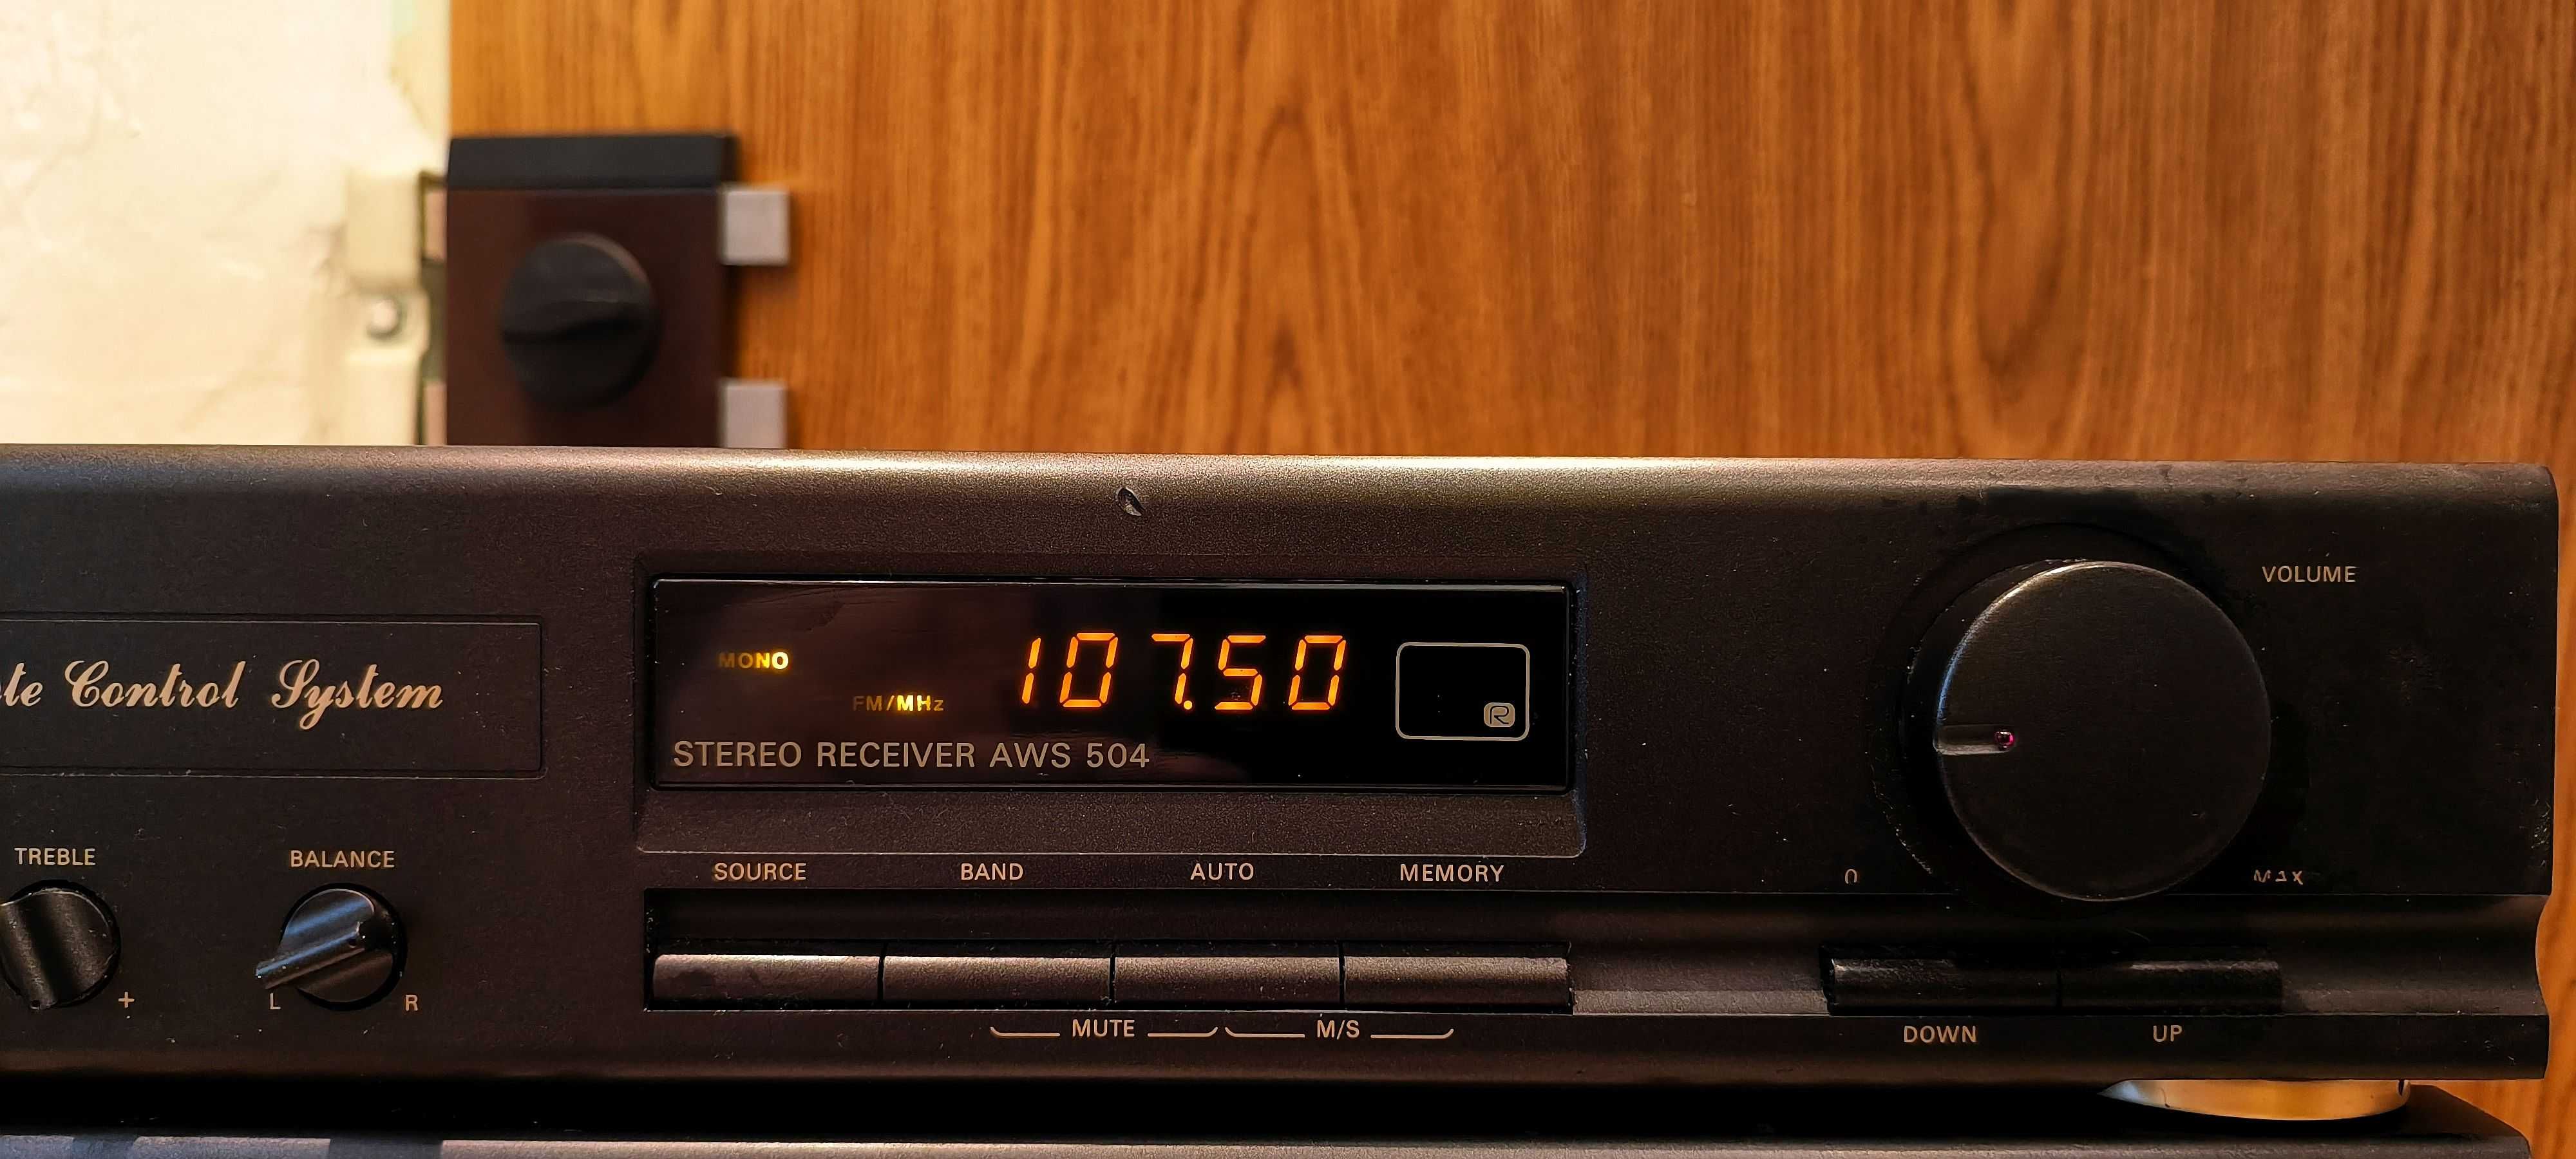 VOLUME
MONO
107.50
FM/MHz
R
te Control System
STEREO RECEIVER AWS 504
TREBLE
BALANCE
SOURCE
BAND
AUTO
MEMORY
0
MAX
+
L
R
MUTE
M/S
DOWN
UP